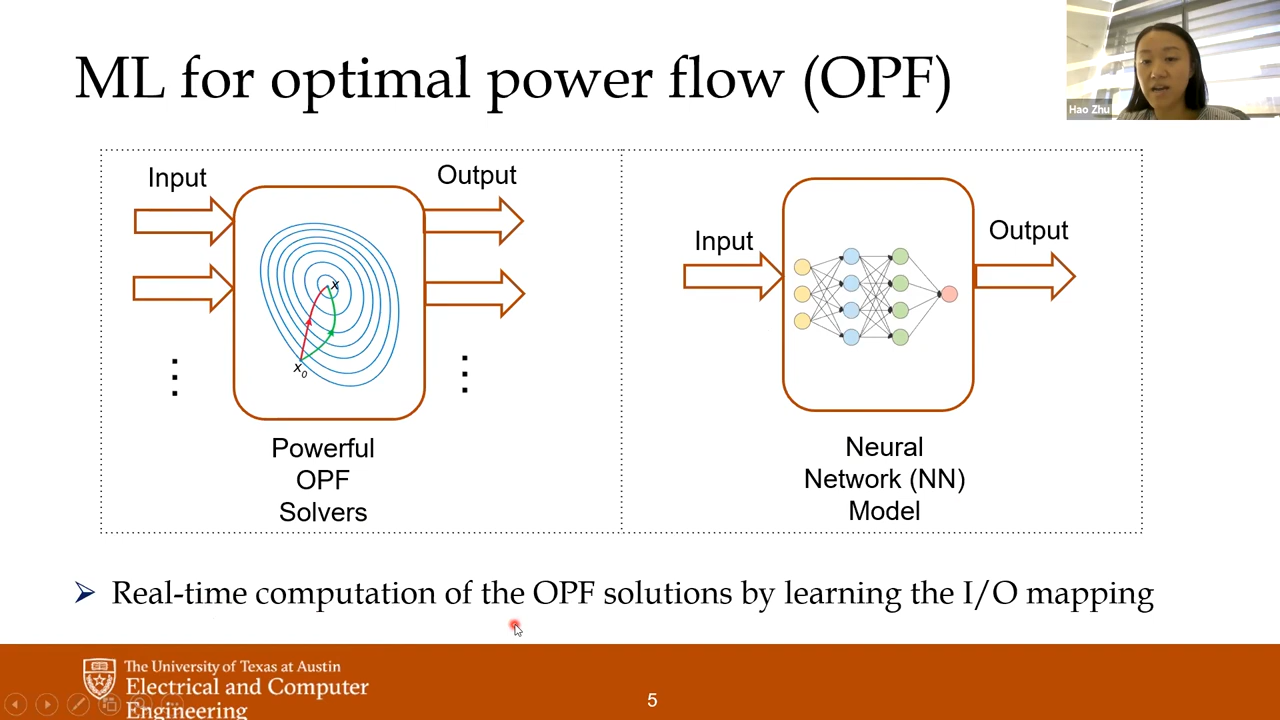 ML for optimal power flow (OPF)
Hao Zhu
Input
Output
x
x0
⋮
⋮
Powerful
OPF
Solvers
Input
Output
Neural
Network (NN)
Model
Real-time computation of the OPF solutions by learning the I/O mapping
The University of Texas at Austin
Electrical and Computer
Engineering
5